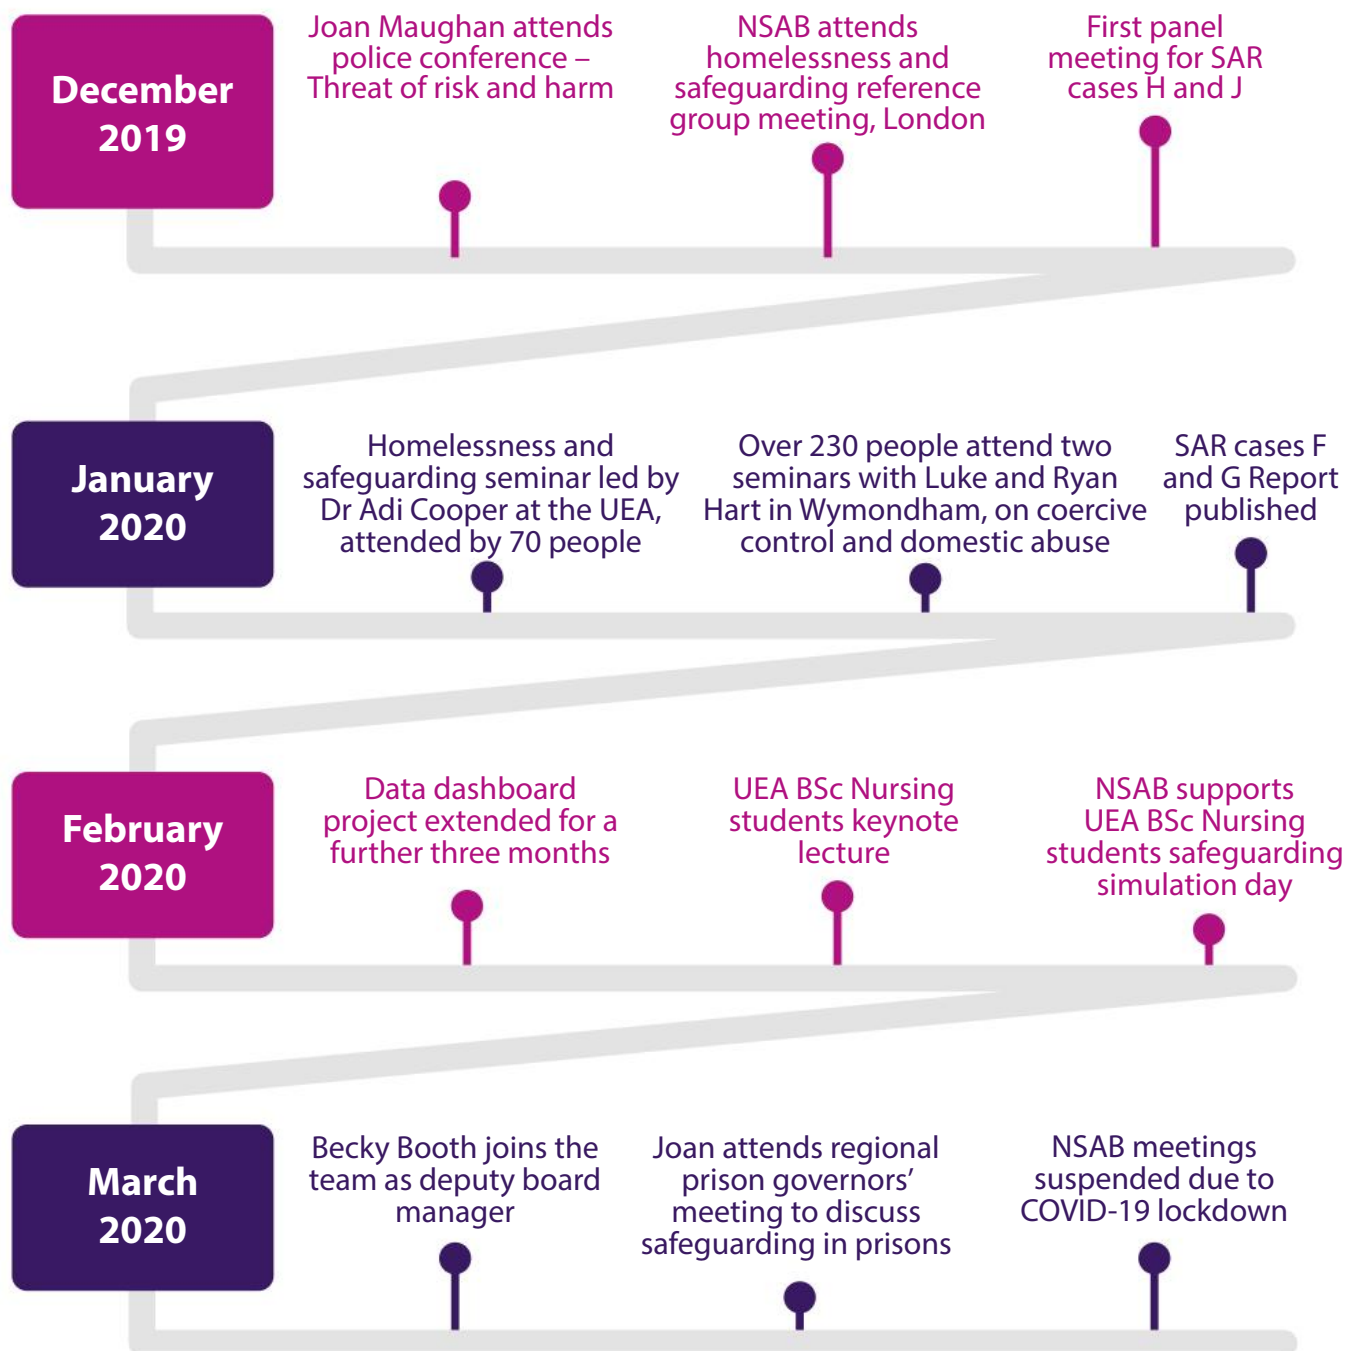 December
2019
Joan Maughan attends
police conference –
Threat of risk and harm
NSAB attends
homelessness and
safeguarding reference
group meeting, London
First panel
meeting for SAR
cases H and J
January
2020
Homelessness and
safeguarding seminar led by
Dr Adi Cooper at the UEA,
attended by 70 people
Over 230 people attend two
seminars with Luke and Ryan
Hart in Wymondham, on coercive
control and domestic abuse
SAR cases F
and G Report
published
February
2020
Data dashboard
project extended for a
further three months
UEA BSc Nursing
students keynote
lecture
NSAB supports
UEA BSc Nursing
students safeguarding
simulation day
March
2020
Becky Booth joins the
team as deputy board
manager
Joan attends regional
prison governors’
meeting to discuss
safeguarding in prisons
NSAB meetings
suspended due to
COVID-19 lockdown